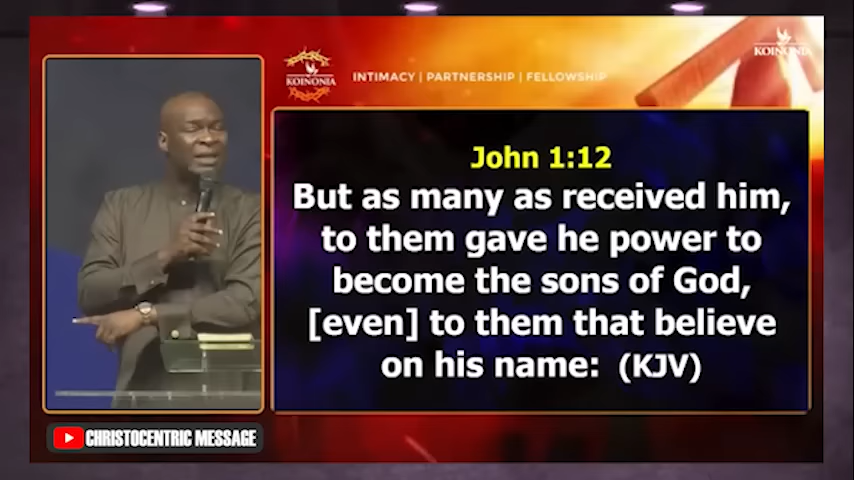 KOINONIA
INTIMACY | PARTNERSHIP | FELLOWSHIP
KOINONIA
John 1:12
But as many as received him,
to them gave he power to
become the sons of God,
[even] to them that believe
on his name: (KJV)
CHRISTOCENTRIC MESSAGE